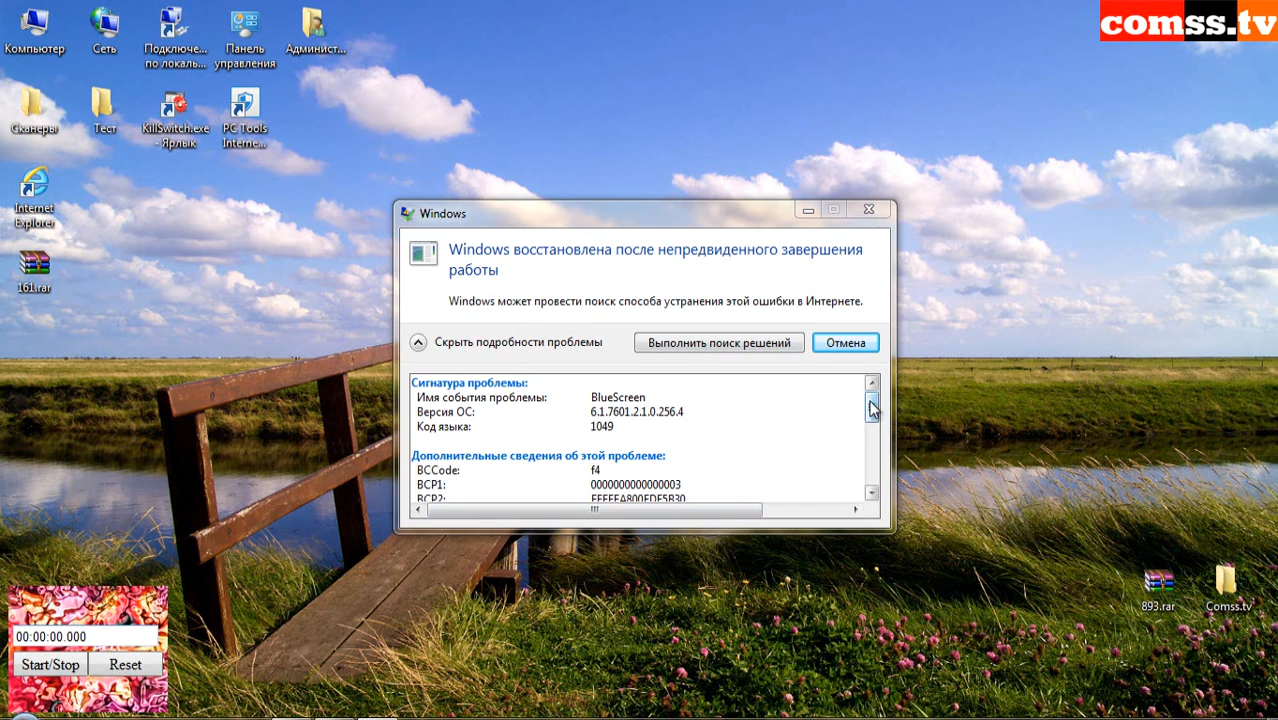 comss.tv
Компьютер
Сеть
Подключе...
по локаль...
Панель
управления
Админист...
Сканеры
Тест
KillSwitch.exe
- Ярлык
PC Tools
Interne...
Internet
Explorer
161.rar
Windows
Windows восстановлена после непредвиденного завершения
работы
Windows может провести поиск способа устранения этой ошибки в Интернете.
Скрыть подробности проблемы
Выполнить поиск решений
Отмена
Сигнатура проблемы:
Имя события проблемы: BlueScreen
Версия ОС: 6.1.7601.2.1.0.256.4
Код языка: 1049
Дополнительные сведения об этой проблеме:
BCCode: f4
BCP1: 0000000000000003
BCP2: FFFFFA800FDF5B30
893.rar
Comss.tv
00:00:00.000
Start/Stop
Reset